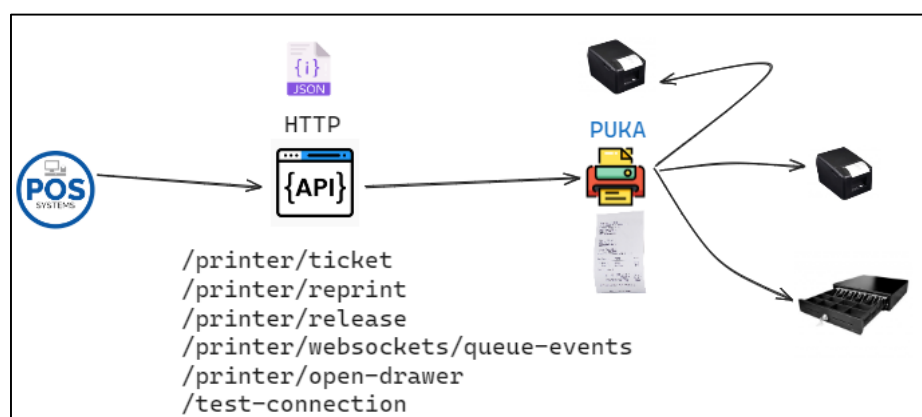 {i}
JSON
HTTP
PUKA
{API}
POS
SYSTEMS
/printer/ticket
/printer/reprint
/printer/release
/printer/websockets/queue-events
/printer/open-drawer
/test-connection